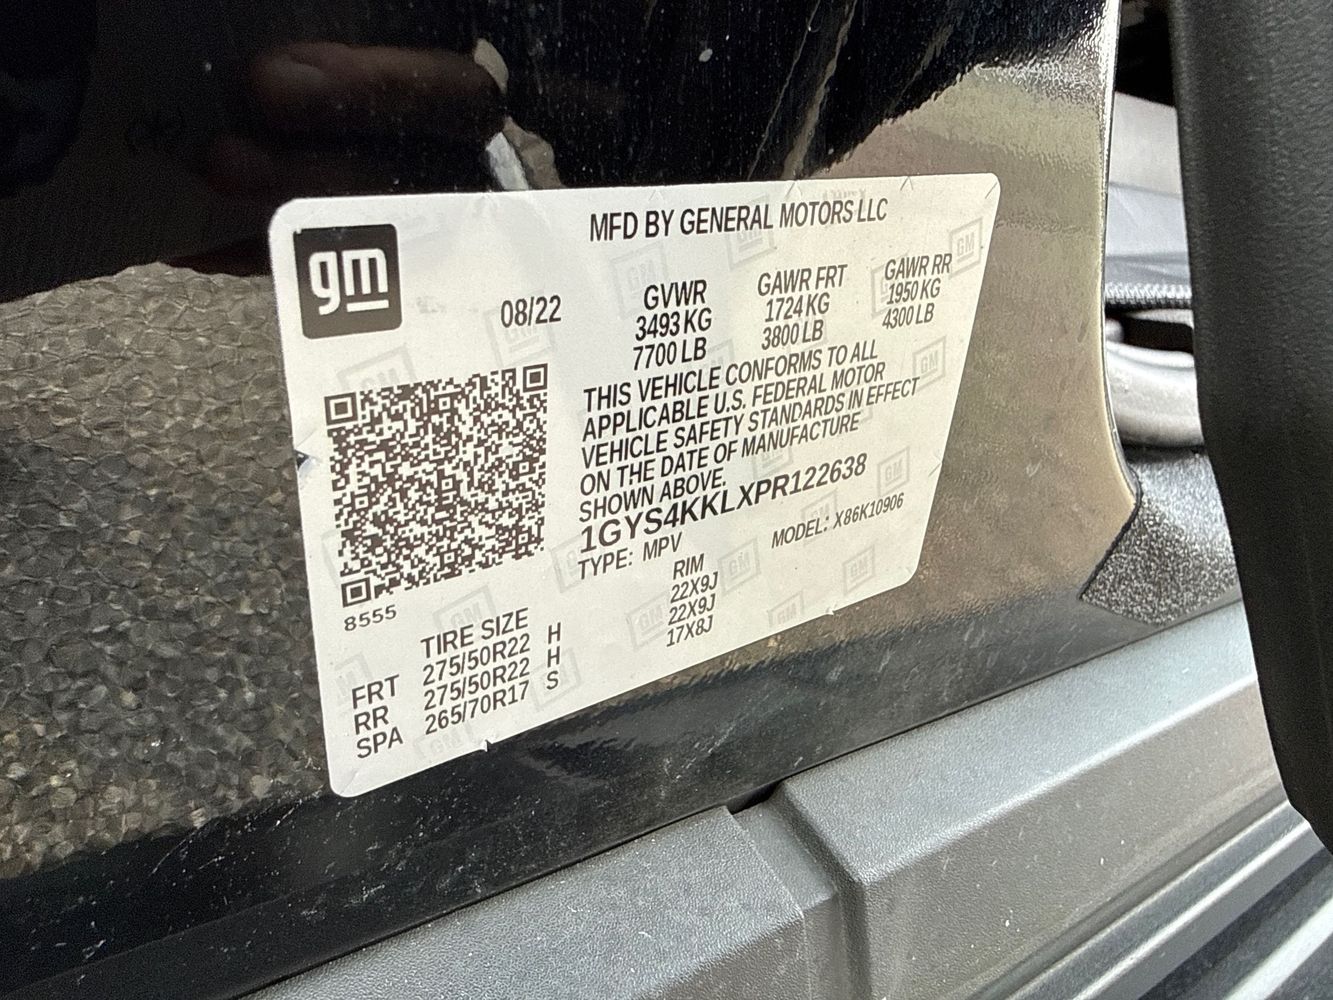 gm
MFD BY GENERAL MOTORS LLC
08/22
GVWR
3493 KG
7700 LB
GAWR FRT
1724 KG
3800 LB
GAWR RR
1950 KG
4300 LB
THIS VEHICLE CONFORMS TO ALL
APPLICABLE U.S. FEDERAL MOTOR
VEHICLE SAFETY STANDARDS IN EFFECT
ON THE DATE OF MANUFACTURE
SHOWN ABOVE.
1GYS4KKLXPR122638
TYPE: MPV MODEL: X86K10906
8555
TIRE SIZE RIM
FRT 275/50R22 H 22X9J
RR 275/50R22 H 22X9J
SPA 265/70R17 S 17X8J